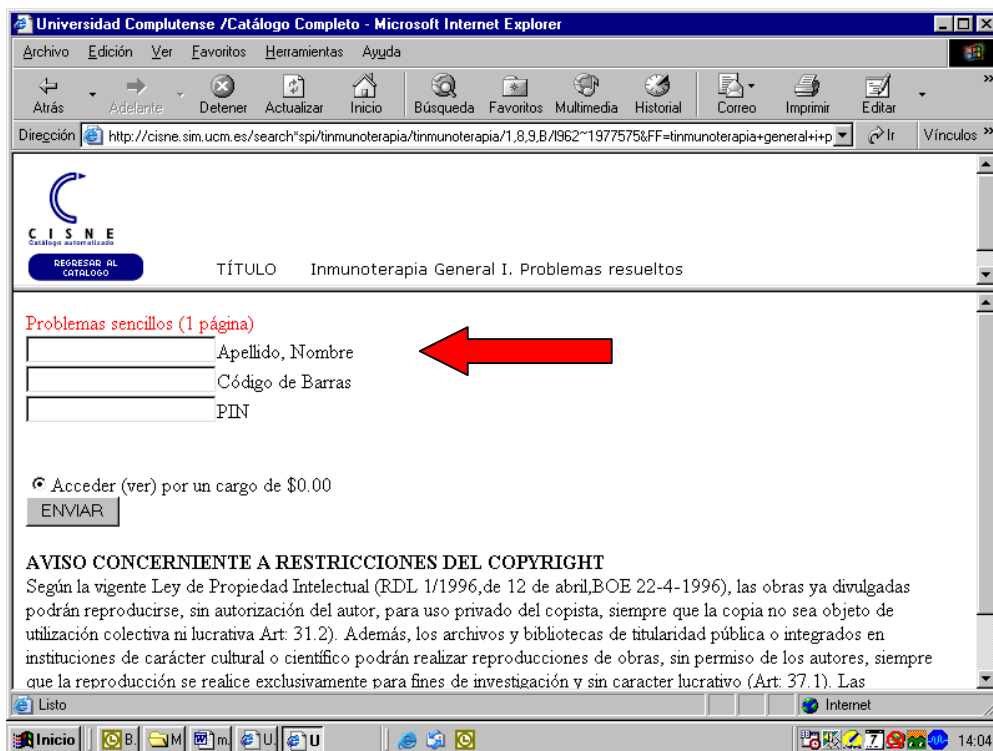 Universidad Complutense /Catálogo Completo - Microsoft Internet Explorer
Archivo Edición Ver Favoritos Herramientas Ayuda
Atrás Adelante Detener Actualizar Inicio Búsqueda Favoritos Multimedia Historial Correo Imprimir Editar »
Dirección http://cisne.sim.ucm.es/search*spi/tinmunoterapia/tinmunoterapia/1,8,9,B/l962~1977575&FF=tinmunoterapia+general+i+p Ir Vínculos »
CISNE
Catálogo automatizado
REGRESAR AL
CATALOGO
TÍTULO Inmunoterapia General I. Problemas resueltos
Problemas sencillos (1 página)
Apellido, Nombre
Código de Barras
PIN
Acceder (ver) por un cargo de $0.00
ENVIAR
AVISO CONCERNIENTE A RESTRICCIONES DEL COPYRIGHT
Según la vigente Ley de Propiedad Intelectual (RDL 1/1996,de 12 de abril,BOE 22-4-1996), las obras ya divulgadas
podrán reproducirse, sin autorización del autor, para uso privado del copista, siempre que la copia no sea objeto de
utilización colectiva ni lucrativa Art: 31.2). Además, los archivos y bibliotecas de titularidad pública o integrados en
instituciones de carácter cultural o científico podrán realizar reproducciones de obras, sin permiso de los autores, siempre
que la reproducción se realice exclusivamente para fines de investigación y sin caracter lucrativo (Art: 37.1). Las
Listo Internet
Inicio B. M m. U. U 7 14:04